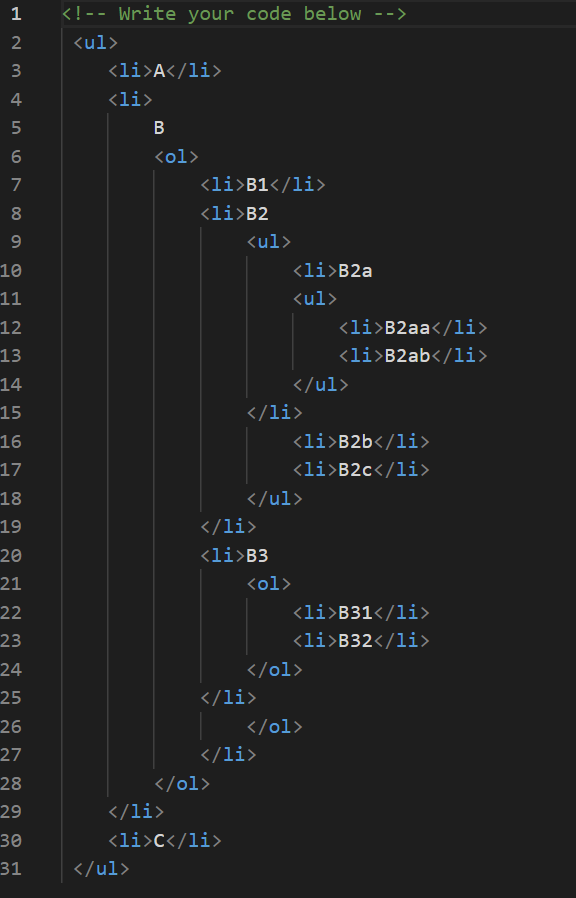 1 <!-- Write your code below -->
2 <ul>
3 <li>A</li>
4 <li>
5 B
6 <ol>
7 <li>B1</li>
8 <li>B2
9 <ul>
10 <li>B2a
11 <ul>
12 <li>B2aa</li>
13 <li>B2ab</li>
14 </ul>
15 </li>
16 <li>B2b</li>
17 <li>B2c</li>
18 </ul>
19 </li>
20 <li>B3
21 <ol>
22 <li>B31</li>
23 <li>B32</li>
24 </ol>
25 </li>
26 </ol>
27 </li>
28 </ol>
29 </li>
30 <li>C</li>
31 </ul>